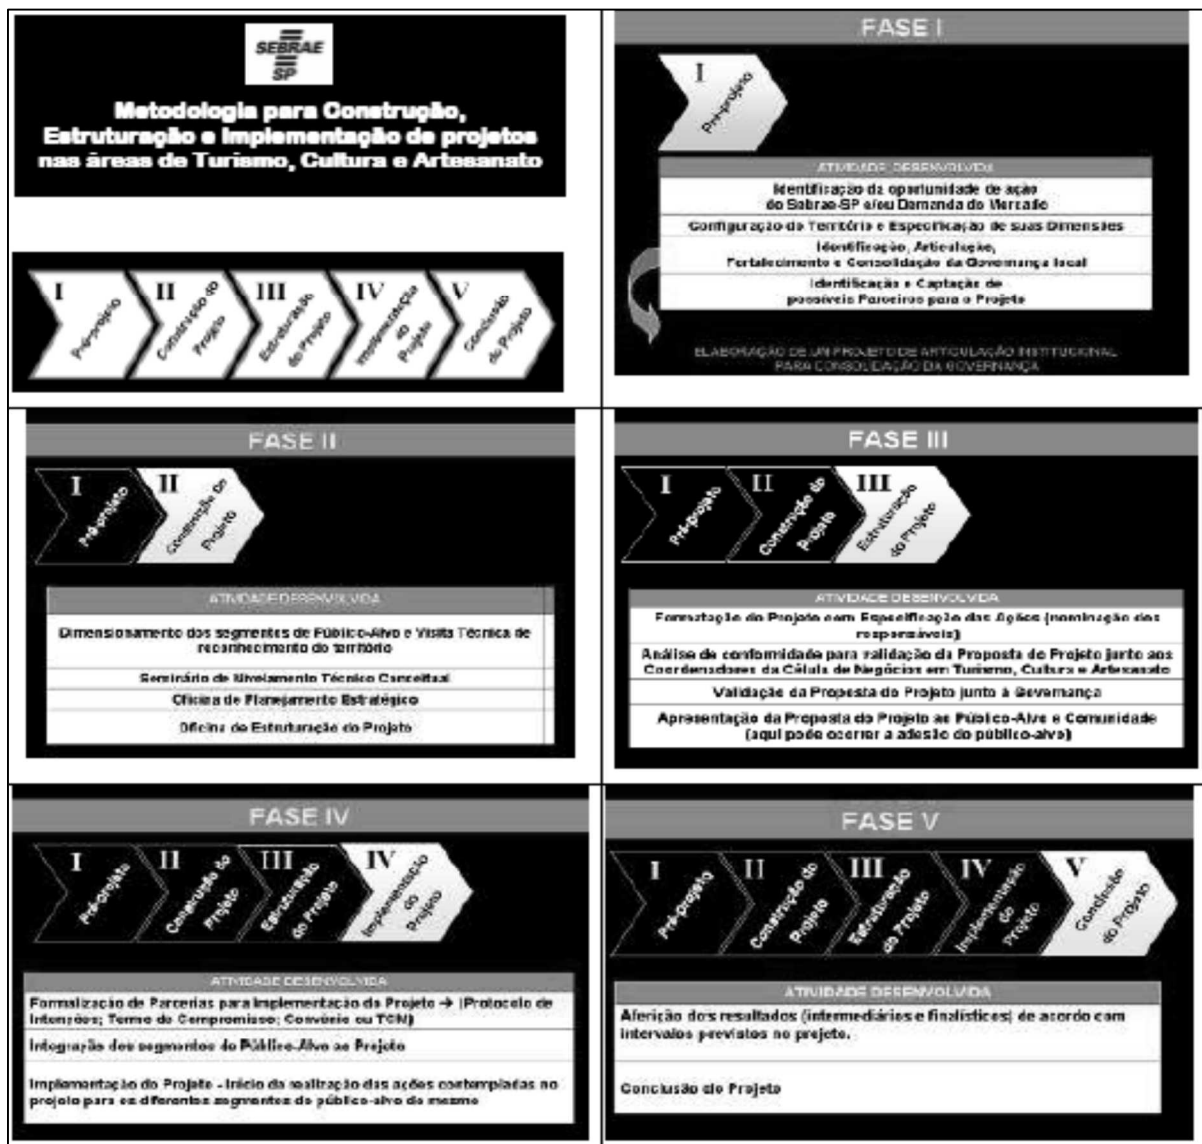 SEBRAE
SP
Metodologia para Construção,
Estruturação e Implementação de projetos
nas áreas de Turismo, Cultura e Artesanato
I
Pré-projeto
II
Construção do
Projeto
III
Estruturação
do Projeto
IV
Implementação
do
Projeto
V
Conclusão
do Projeto
FASE I
I
Pré-projeto
ATIVIDADE DESENVOLVIDA
Identificação da oportunidade de ação
do Sebrae-SP e/ou Demanda do Mercado
Configuração do Território e Especificação de suas Dimensões
Identificação, Articulação,
Fortalecimento e Consolidação da Governança local
Identificação e Captação de
possíveis Parceiros para o Projeto
ELABORAÇÃO DE UM PROJETO DE ARTICULAÇÃO INSTITUCIONAL
PARA CONSOLIDAÇÃO DA GOVERNANÇA
FASE II
I
Pré-projeto
II
Construção do
Projeto
ATIVIDADE DESENVOLVIDA
Dimensionamento dos segmentos de Público-Alvo e Visita Técnica de
reconhecimento do território
Seminário de Nivelamento Técnico Conceitual
Oficina de Planejamento Estratégico
Oficina de Estruturação do Projeto
FASE III
I
Pré-projeto
II
Construção do
Projeto
III
Estruturação
do Projeto
ATIVIDADE DESENVOLVIDA
Formatação do Projeto com Especificação das Ações (nominação dos
responsáveis)
Análise de conformidade para validação da Proposta do Projeto junto aos
Coordenadores da Célula de Negócios em Turismo, Cultura e Artesanato
Validação da Proposta do Projeto junto à Governança
Apresentação da Proposta do Projeto ao Público-Alvo e Comunidade
(aqui pode ocorrer a adesão do público-alvo)
FASE IV
I
Pré-projeto
II
Construção do
Projeto
III
Estruturação
do Projeto
IV
Implementação
do
Projeto
ATIVIDADE DESENVOLVIDA
Formalização de Parcerias para Implementação do Projeto → (Protocolo de
Intenções; Termo de Compromisso; Convênio ou TCM)
Integração dos segmentos do Público-Alvo ao Projeto
Implementação do Projeto - Início da realização das ações contempladas no
projeto para os diferentes segmentos do público-alvo do mesmo
FASE V
I
Pré-projeto
II
Construção do
Projeto
III
Estruturação
do Projeto
IV
Implementação
do
Projeto
V
Conclusão
do Projeto
ATIVIDADE DESENVOLVIDA
Aferição dos resultados (intermediários e finalísticos) de acordo com
intervalos previstos no projeto.
Conclusão do Projeto